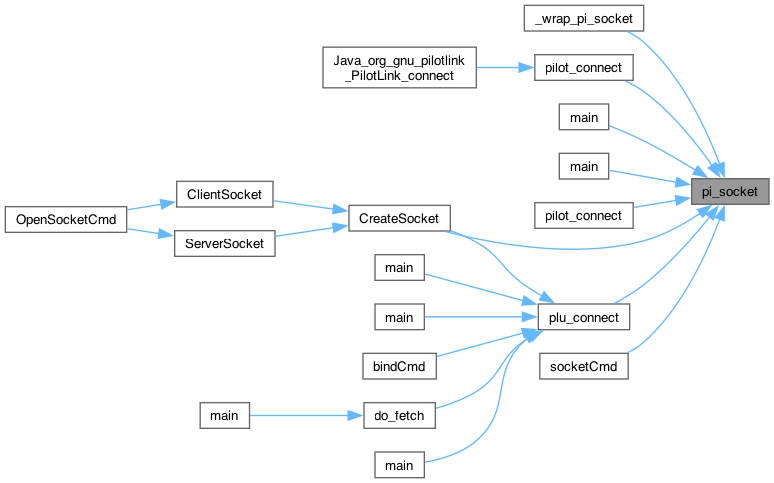 _wrap_pi_socket
Java_org_gnu_pilotlink
_PilotLink_connect
pilot_connect
main
main
pi_socket
ClientSocket
OpenSocketCmd
CreateSocket
pilot_connect
ServerSocket
main
main
plu_connect
bindCmd
socketCmd
main
do_fetch
main